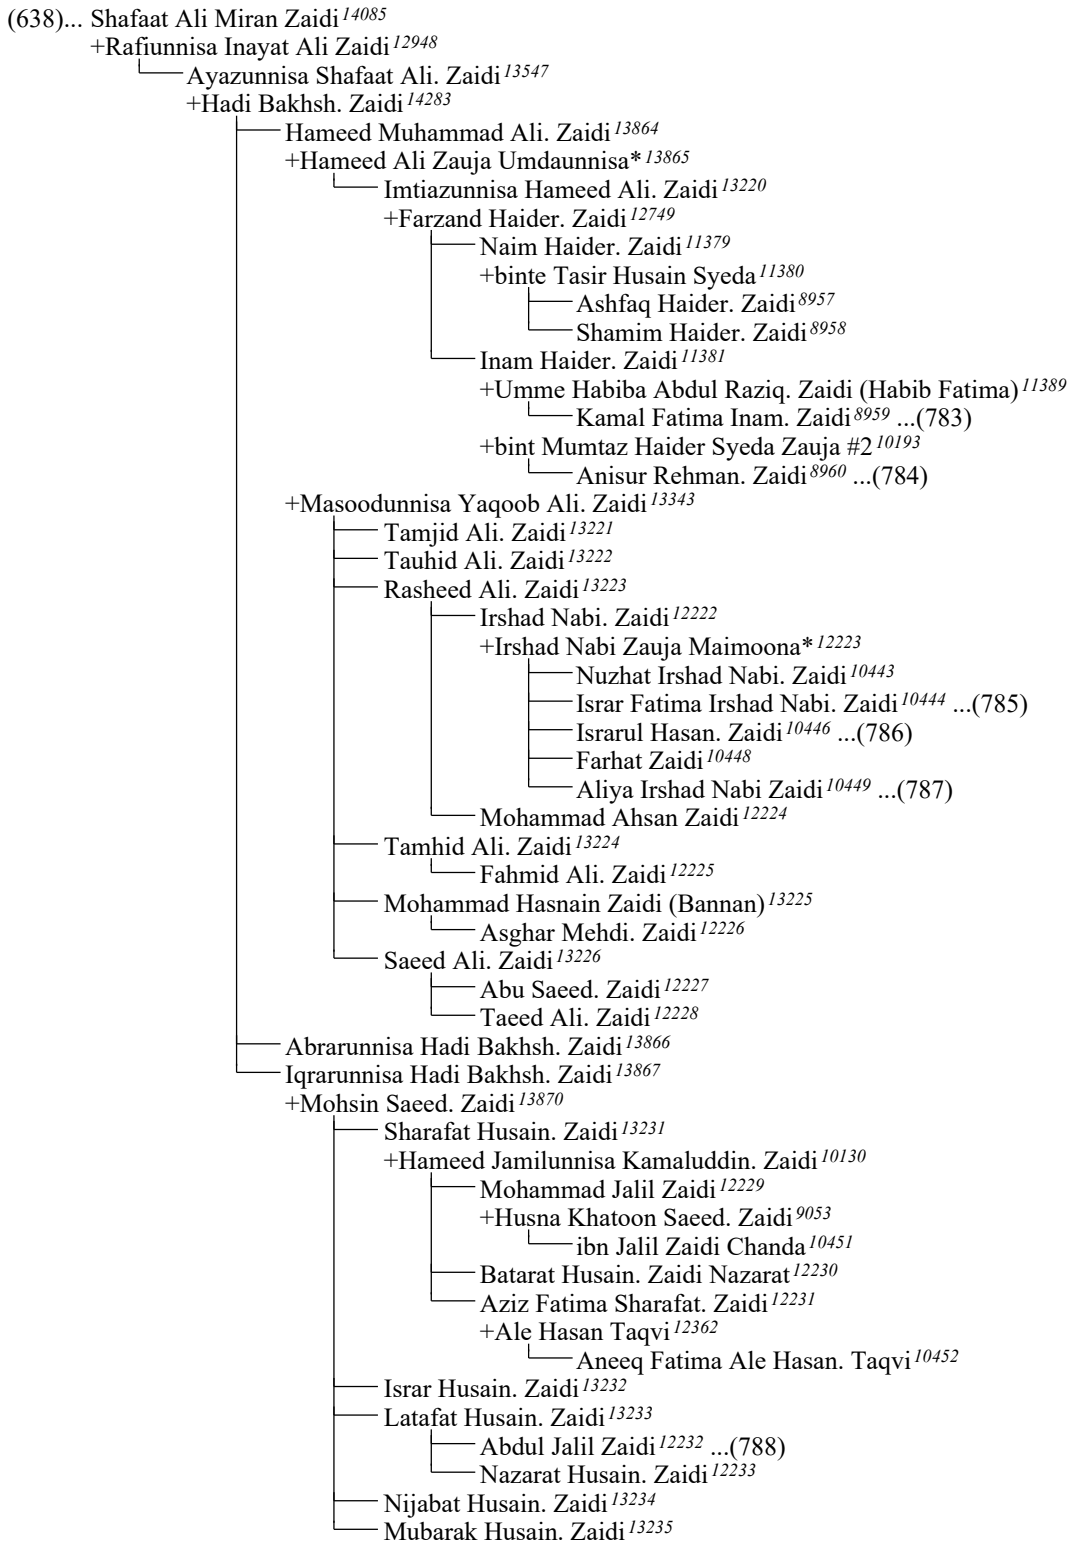 (638)... Shafaat Ali Miran Zaidi 14085
+Rafiunnisa Inayat Ali Zaidi 12948
Ayazunnisa Shafaat Ali. Zaidi 13547
+Hadi Bakhsh. Zaidi 14283
Hameed Muhammad Ali. Zaidi 13864
+Hameed Ali Zauja Umdaunnisa* 13865
Imtiazunnisa Hameed Ali. Zaidi 13220
+Farzand Haider. Zaidi 12749
Naim Haider. Zaidi 11379
+binte Tasir Husain Syeda 11380
Ashfaq Haider. Zaidi 8957
Shamim Haider. Zaidi 8958
Inam Haider. Zaidi 11381
+Umme Habiba Abdul Raziq. Zaidi (Habib Fatima) 11389
Kamal Fatima Inam. Zaidi 8959 ...(783)
+bint Mumtaz Haider Syeda Zauja #2 10193
Anisur Rehman. Zaidi 8960 ...(784)
+Masoodunnisa Yaqoob Ali. Zaidi 13343
Tamjid Ali. Zaidi 13221
Tauhid Ali. Zaidi 13222
Rasheed Ali. Zaidi 13223
Irshad Nabi. Zaidi 12222
+Irshad Nabi Zauja Maimoona* 12223
Nuzhat Irshad Nabi. Zaidi 10443
Israr Fatima Irshad Nabi. Zaidi 10444 ...(785)
Israrul Hasan. Zaidi 10446 ...(786)
Farhat Zaidi 10448
Aliya Irshad Nabi Zaidi 10449 ...(787)
Mohammad Ahsan Zaidi 12224
Tamhid Ali. Zaidi 13224
Fahmid Ali. Zaidi 12225
Mohammad Hasnain Zaidi (Bannan) 13225
Asghar Mehdi. Zaidi 12226
Saeed Ali. Zaidi 13226
Abu Saeed. Zaidi 12227
Taeed Ali. Zaidi 12228
Abrarunnisa Hadi Bakhsh. Zaidi 13866
Iqrarunnisa Hadi Bakhsh. Zaidi 13867
+Mohsin Saeed. Zaidi 13870
Sharafat Husain. Zaidi 13231
+Hameed Jamilunnisa Kamaluddin. Zaidi 10130
Mohammad Jalil Zaidi 12229
+Husna Khatoon Saeed. Zaidi 9053
ibn Jalil Zaidi Chanda 10451
Batarat Husain. Zaidi Nazarat 12230
Aziz Fatima Sharafat. Zaidi 12231
+Ale Hasan Taqvi 12362
Aneeq Fatima Ale Hasan. Taqvi 10452
Israr Husain. Zaidi 13232
Latafat Husain. Zaidi 13233
Abdul Jalil Zaidi 12232 ...(788)
Nazarat Husain. Zaidi 12233
Nijabat Husain. Zaidi 13234
Mubarak Husain. Zaidi 13235